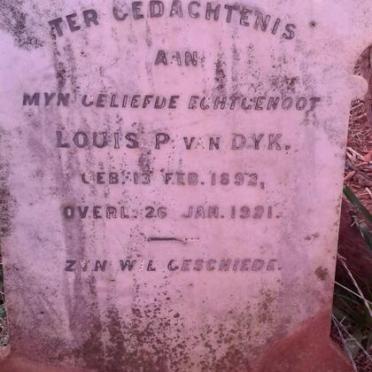 TER GEDACHTENIS
AAN
MYN GELIEFDE ECHTGENOOT
LOUIS P. VAN DYK.
GEB. 13 FEB. 1892,
OVERL. 26 JAN. 1921.
ZYN WIL GESCHIEDE.